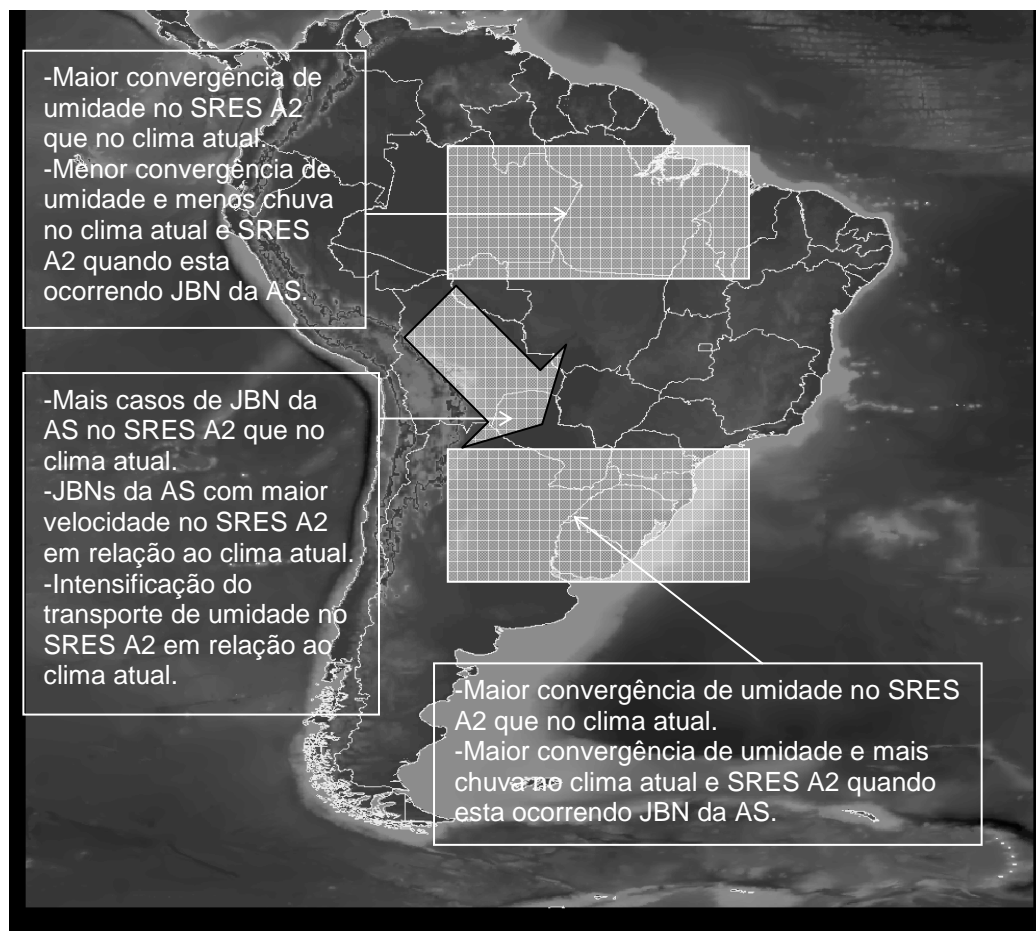 -Maior convergência de
umidade no SRES A2
que no clima atual.
-Menor convergência de
umidade e menos chuva
no clima atual e SRES
A2 quando esta
ocorrendo JBN da AS.
-Mais casos de JBN da
AS no SRES A2 que no
clima atual.
-JBNs da AS com maior
velocidade no SRES A2
em relação ao clima atual.
-Intensificação do
transporte de umidade no
SRES A2 em relação ao
clima atual.
-Maior convergência de umidade no SRES
A2 que no clima atual.
-Maior convergência de umidade e mais
chuva no clima atual e SRES A2 quando
esta ocorrendo JBN da AS.